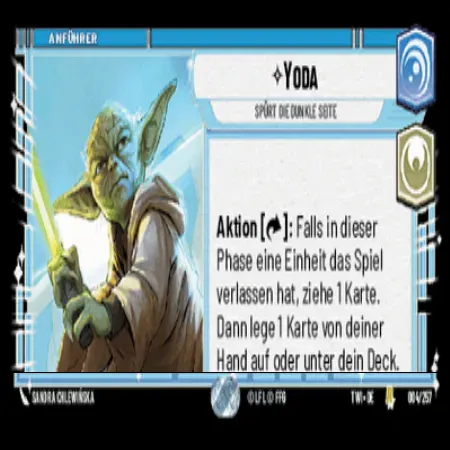 ANFÜHRER
YODA
SPÜRT DIE DUNKLE SEITE
Aktion [ ]: Falls in dieser
Phase eine Einheit das Spiel
verlassen hat, ziehe 1 Karte.
Dann lege 1 Karte von deiner
Hand auf oder unter dein Deck.
SANDRA CHLEWIŃSKA
© LFL © FFG
TWI • DE
004/257